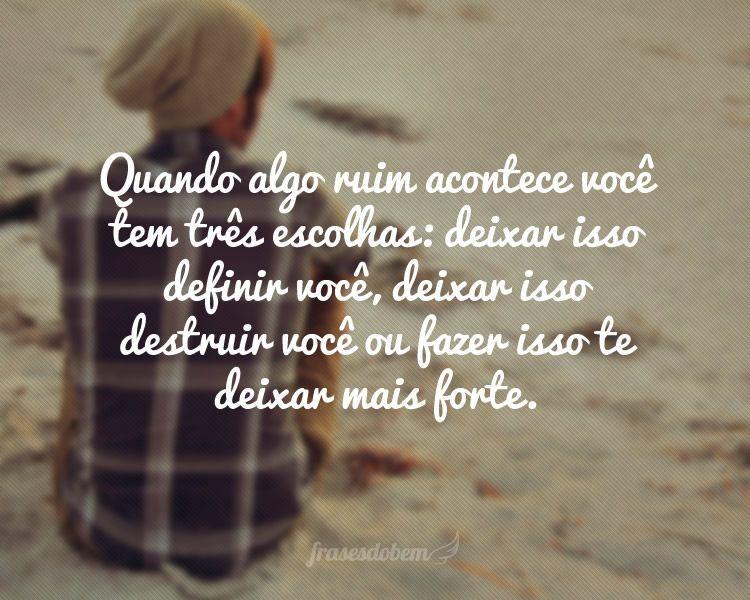 Quando algo ruim acontece você
tem três escolhas: deixar isso
definir você, deixar isso
destruir você ou fazer isso te
deixar mais forte.
frasesdobem